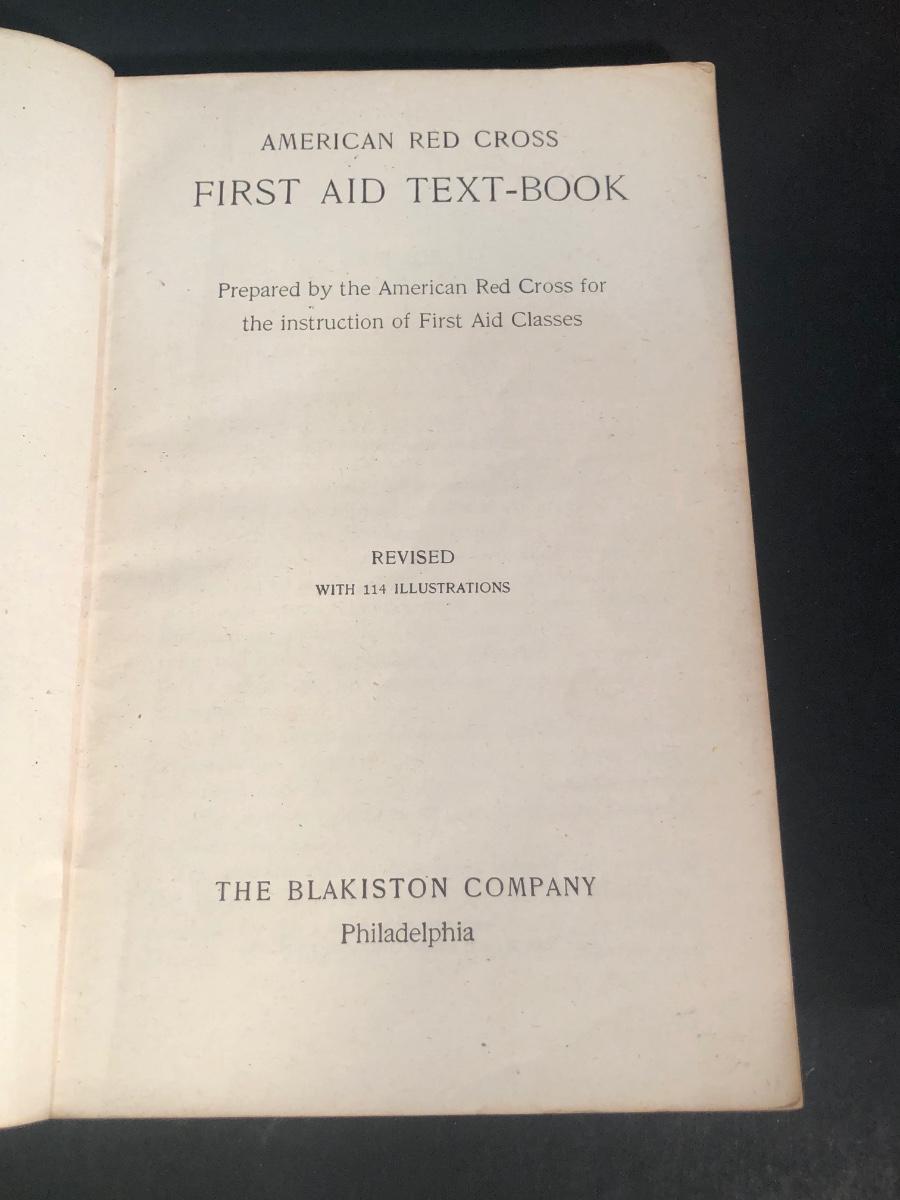 AMERICAN RED CROSS
FIRST AID TEXT-BOOK
Prepared by the American Red Cross for
the instruction of First Aid Classes
REVISED
WITH 114 ILLUSTRATIONS
THE BLAKISTON COMPANY
Philadelphia